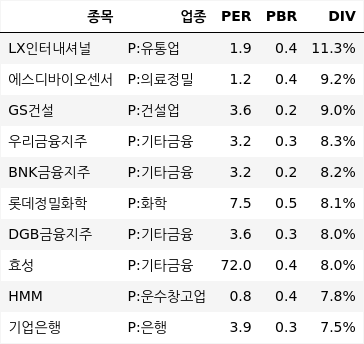 종목 업종 PER PBR DIV
LX인터내셔널 P:유통업 1.9 0.4 11.3%
에스디바이오센서 P:의료정밀 1.2 0.4 9.2%
GS건설 P:건설업 3.6 0.2 9.0%
우리금융지주 P:기타금융 3.2 0.3 8.3%
BNK금융지주 P:기타금융 3.2 0.2 8.2%
롯데정밀화학 P:화학 7.5 0.5 8.1%
DGB금융지주 P:기타금융 3.6 0.3 8.0%
효성 P:기타금융 72.0 0.4 8.0%
HMM P:운수창고업 0.8 0.4 7.8%
기업은행 P:은행 3.9 0.3 7.5%